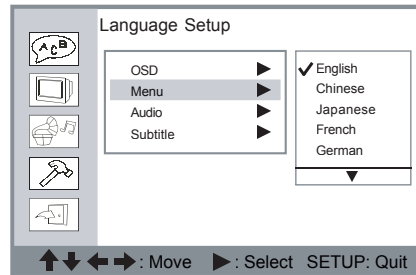 Language Setup
A B C
OSD
Menu
Audio
Subtitle
English
Chinese
Japanese
French
German
: Move : Select SETUP: Quit